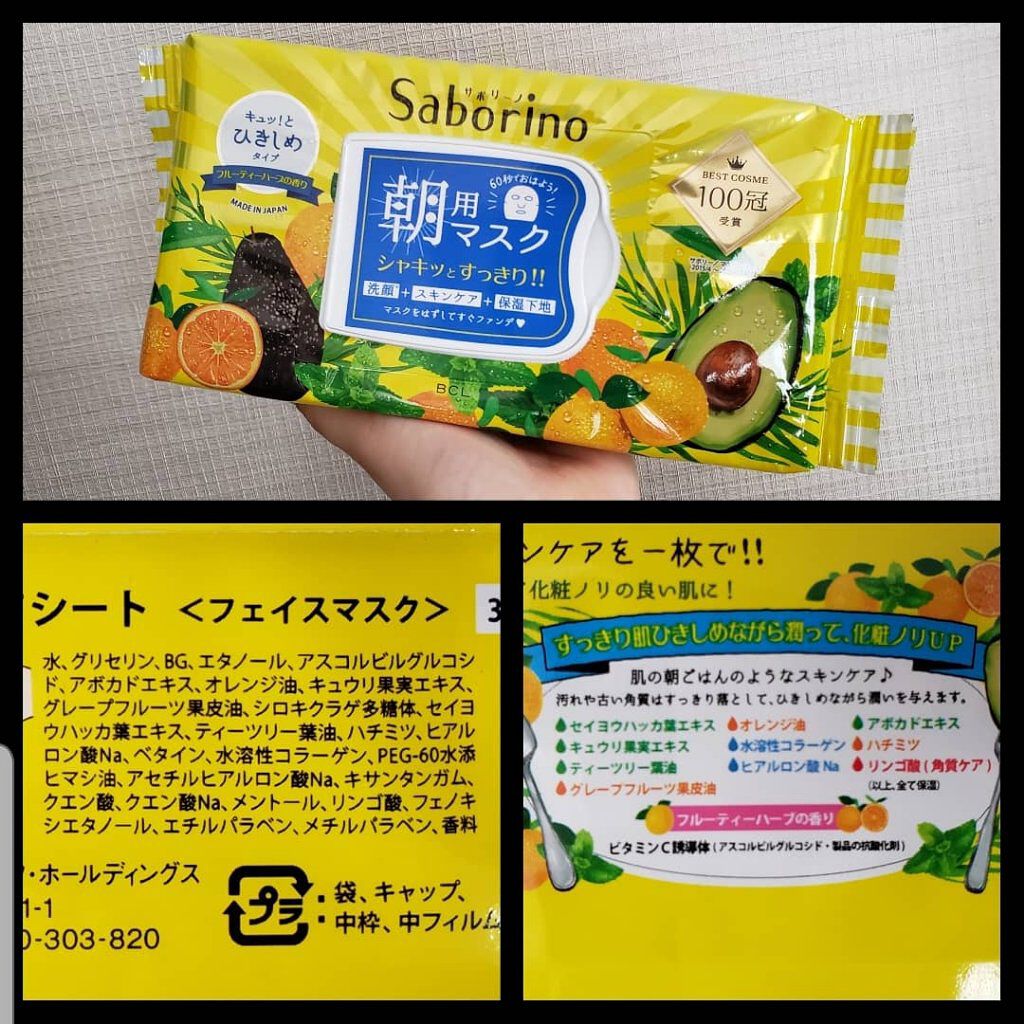 サボリーノ
Saborino
キュッ!と
ひきしめ
タイプ
フルーティーハーブの香り
MADE IN JAPAN
60秒でおはよう!
朝用
マスク
シャキッとすっきり!!
洗顔+スキンケア+保湿下地
マスクをはずしてすぐファンデ♥
BCL
BEST COSME
100冠
受賞
シート <フェイスマスク>
3
水、グリセリン、BG、エタノール、アスコルビルグルコシ
ド、アボカドエキス、オレンジ油、キュウリ果実エキス、
グレープフルーツ果皮油、シロキクラゲ多糖体、セイヨ
ウハッカ葉エキス、ティーツリー葉油、ハチミツ、ヒアル
ロン酸Na、ベタイン、水溶性コラーゲン、PEG-60水添
ヒマシ油、アセチルヒアルロン酸Na、キサンタンガム、
クエン酸、クエン酸Na、メントール、リンゴ酸、フェノキ
シエタノール、エチルパラベン、メチルパラベン、香料
・ホールディングス
1-1
0-303-820
プラ
:袋、キャップ、
中枠、中フィルム
ンケアを一枚で!!
化粧ノリの良い肌に!
すっきり肌ひきしめながら潤って、化粧ノリUP
肌の朝ごはんのようなスキンケア♪
汚れや古い角質はすっきり落として、ひきしめながら潤いを与えます。
セイヨウハッカ葉エキス オレンジ油 アボカドエキス
キュウリ果実エキス 水溶性コラーゲン ハチミツ
ティーツリー葉油 ヒアルロン酸Na リンゴ酸(角質ケア)
グレープフルーツ果皮油 (以上、全て保湿)
フルーティーハーブの香り
ビタミンC誘導体(アスコルビルグルコシド・製品の抗酸化剤)